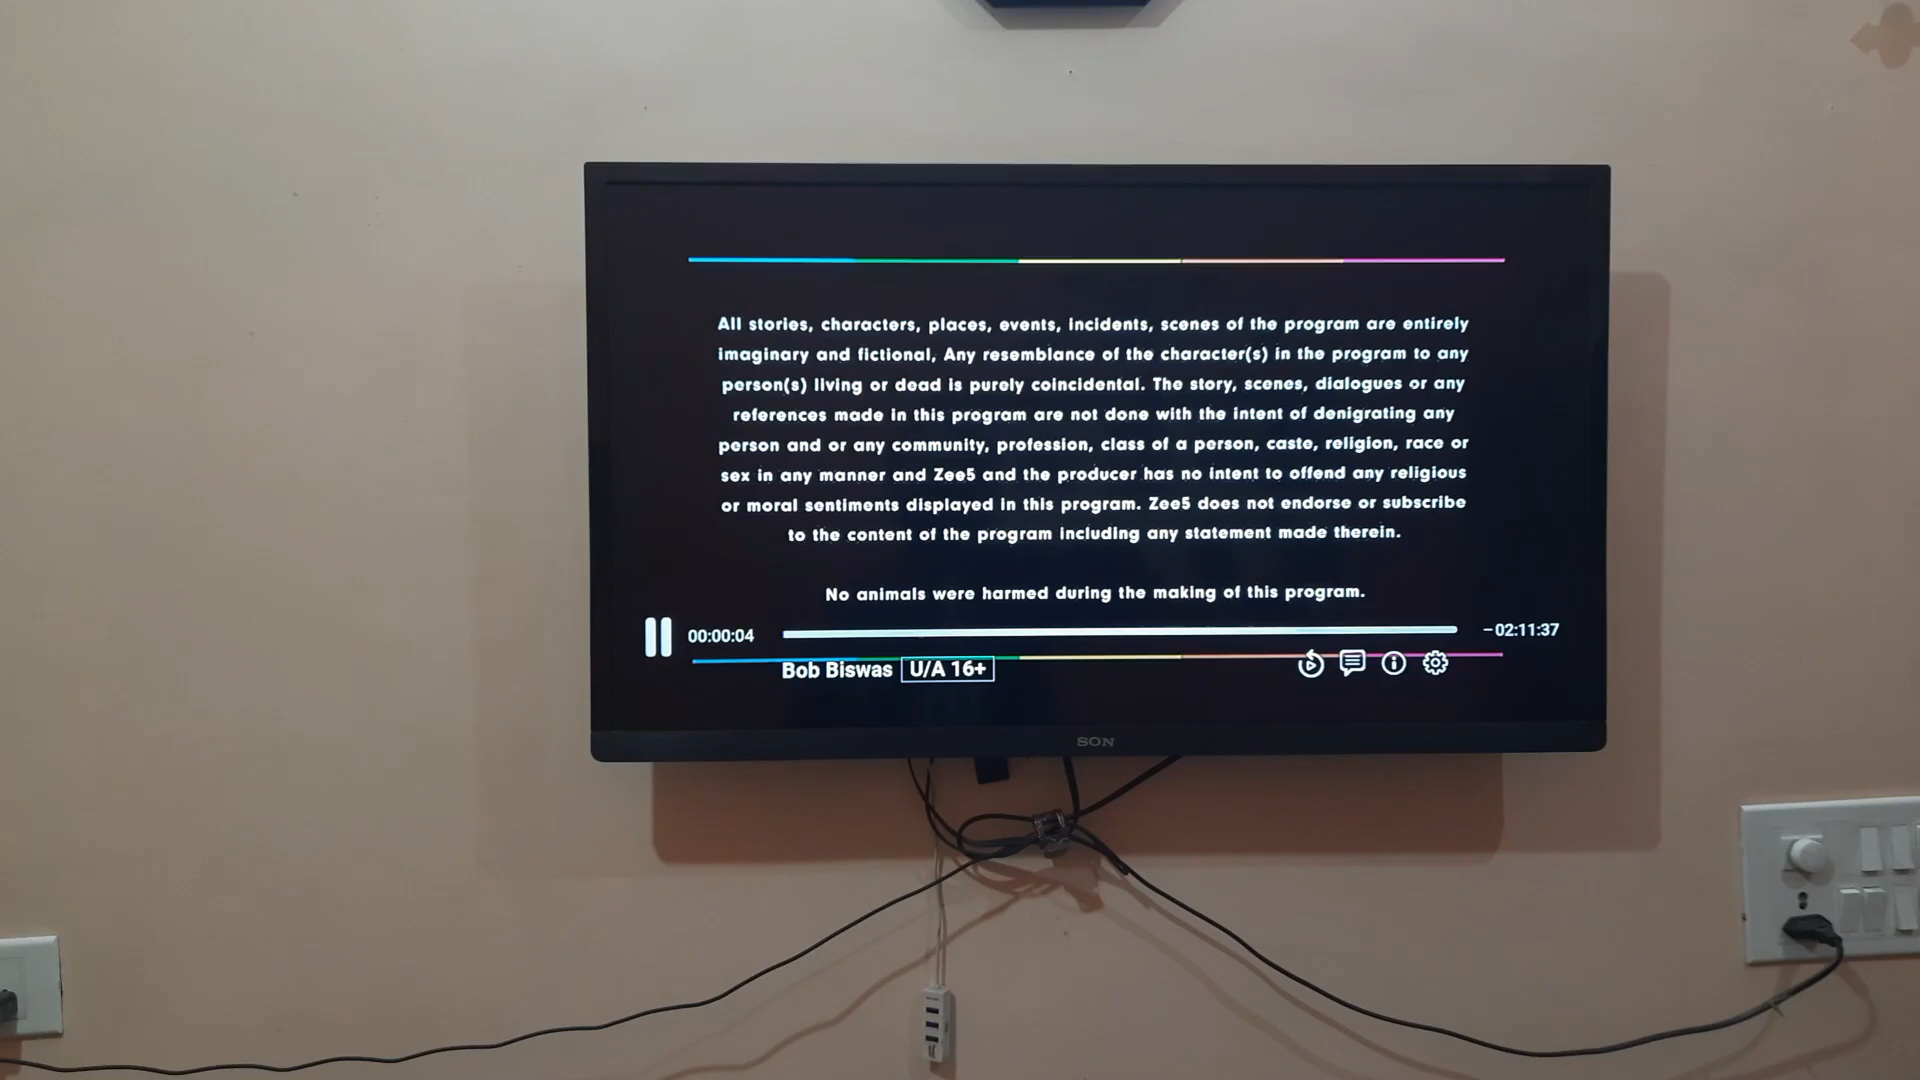 All stories, characters, places, events, incidents, scenes of the program are entirely
imaginary and fictional, Any resemblance of the character(s) in the program to any
person(s) living or dead is purely coincidental. The story, scenes, dialogues or any
references made in this program are not done with the intent of denigrating any
person and or any community, profession, class of a person, caste, religion, race or
sex in any manner and Zee5 and the producer has no intent to offend any religious
or moral sentiments displayed in this program. Zee5 does not endorse or subscribe
to the content of the program including any statement made therein.
No animals were harmed during the making of this program.
00:00:04 -02:11:37
Bob Biswas U/A 16+
SON